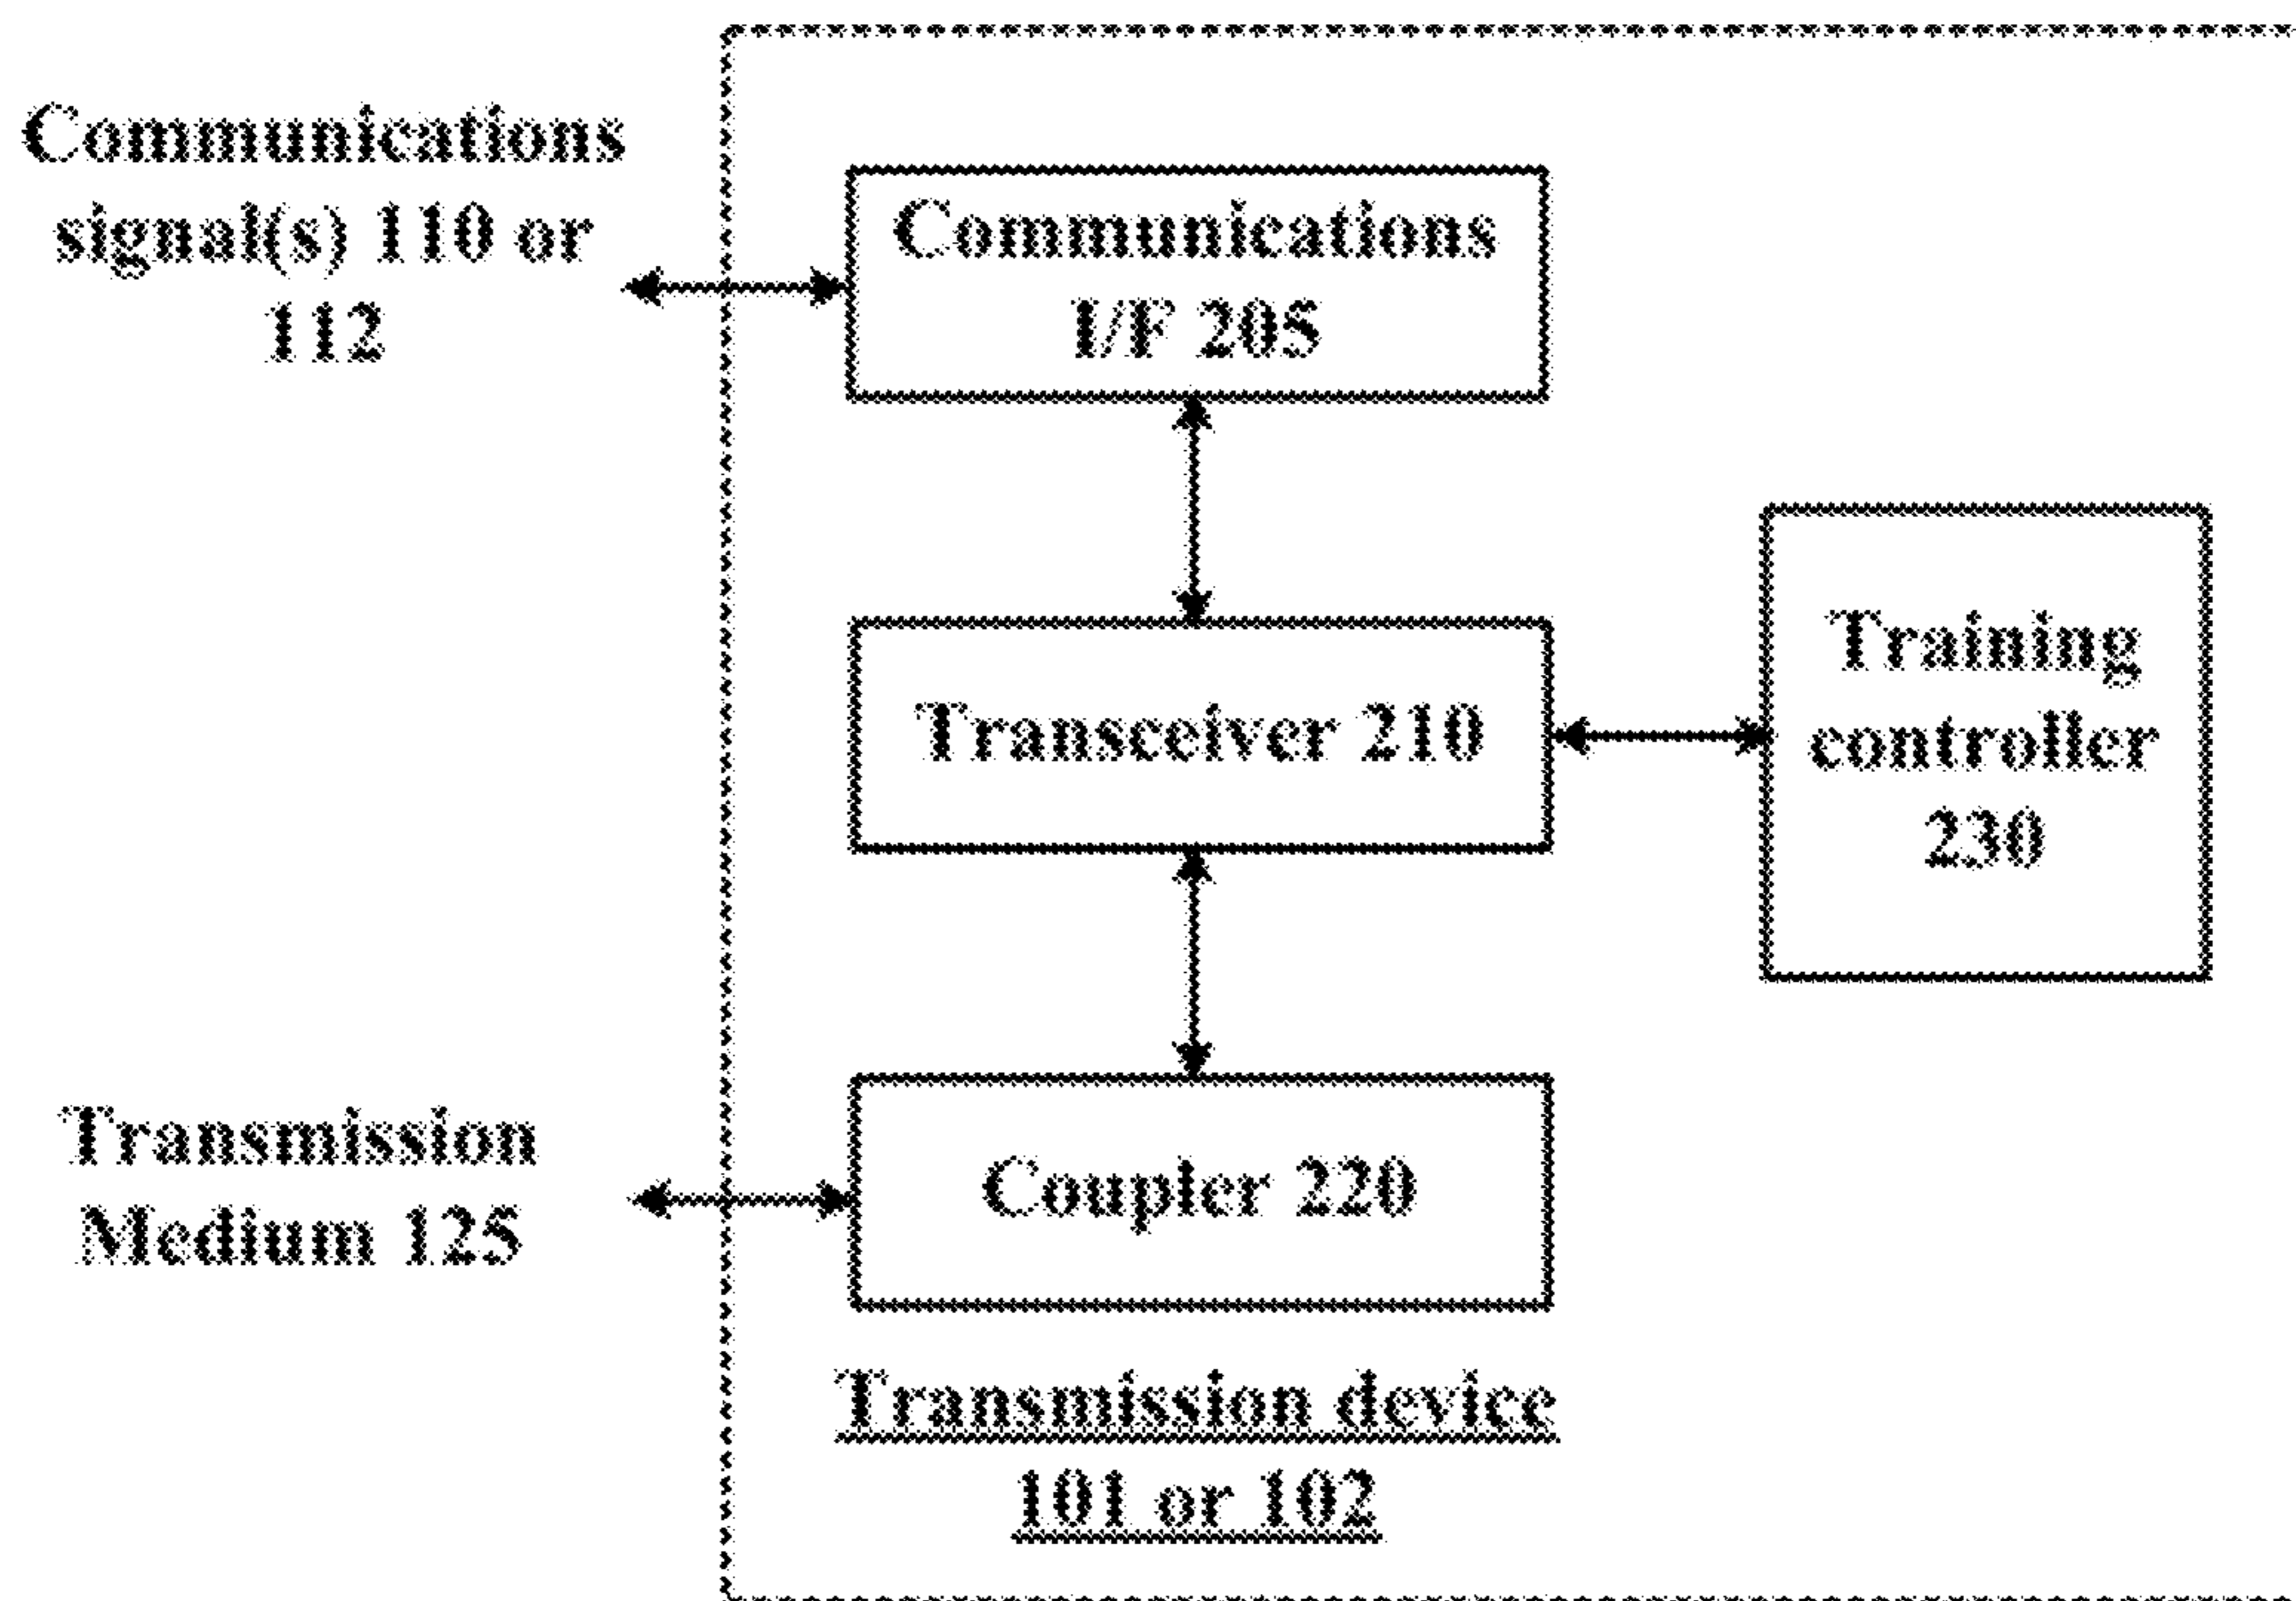 Communications
signal(s) 110 or
112
Communications
I/F 205
Transceiver 210
Training
controller
230
Transmission
Medium 125
Coupler 220
Transmission device
101 or 102